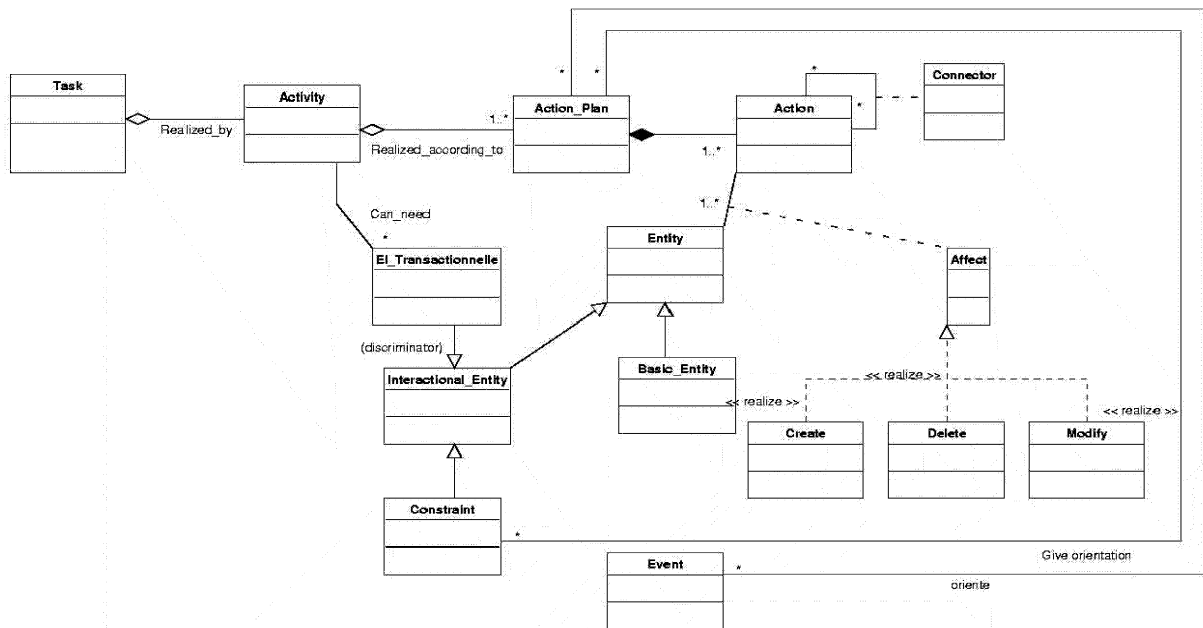 Task
Activity
Action_Plan
Action
Connector
*
*
*
*
1..*
1..*
Realized_by
Realized_according_to
1..*
Can_need
*
EI_Transactionnelle
Entity
Affect
(discriminator)
Interactional_Entity
Basic_Entity
<< realize >>
<< realize >>
<< realize >>
Create
Delete
Modify
Constraint
*
Event
*
Give orientation
oriente